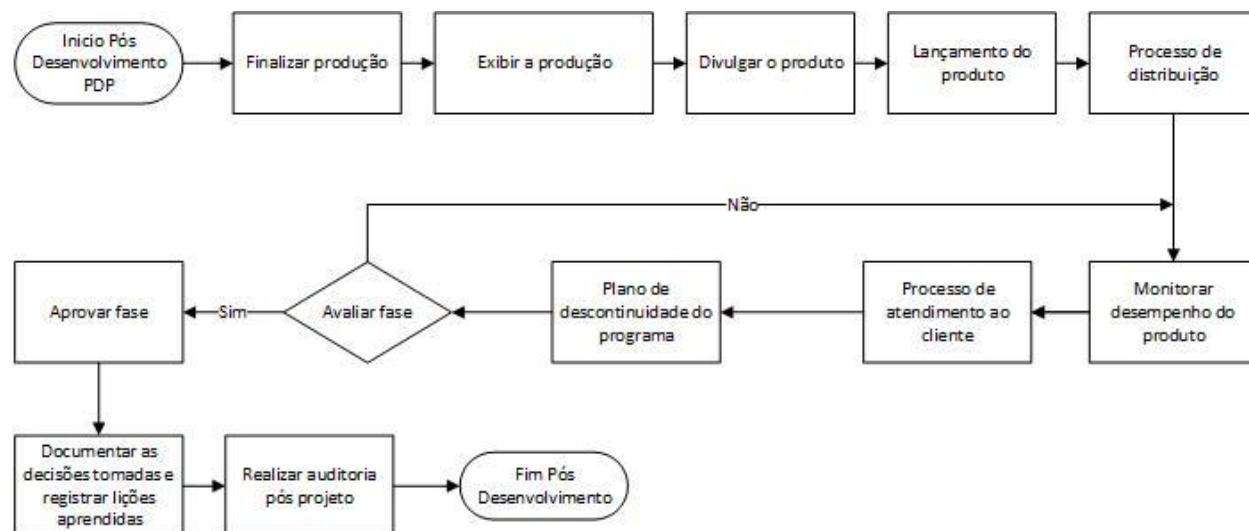 Inicio Pós
Desenvolvimento
PDP
Finalizar produção
Exibir a produção
Divulgar o produto
Lançamento do
produto
Processo de
distribuição
Não
Aprovar fase
Sim
Avaliar fase
Plano de
descontinuidade do
programa
Processo de
atendimento ao
cliente
Monitorar
desempenho do
produto
Documentar as
decisões tomadas e
registrar lições
aprendidas
Realizar auditoria
pós projeto
Fim Pós
Desenvolvimento